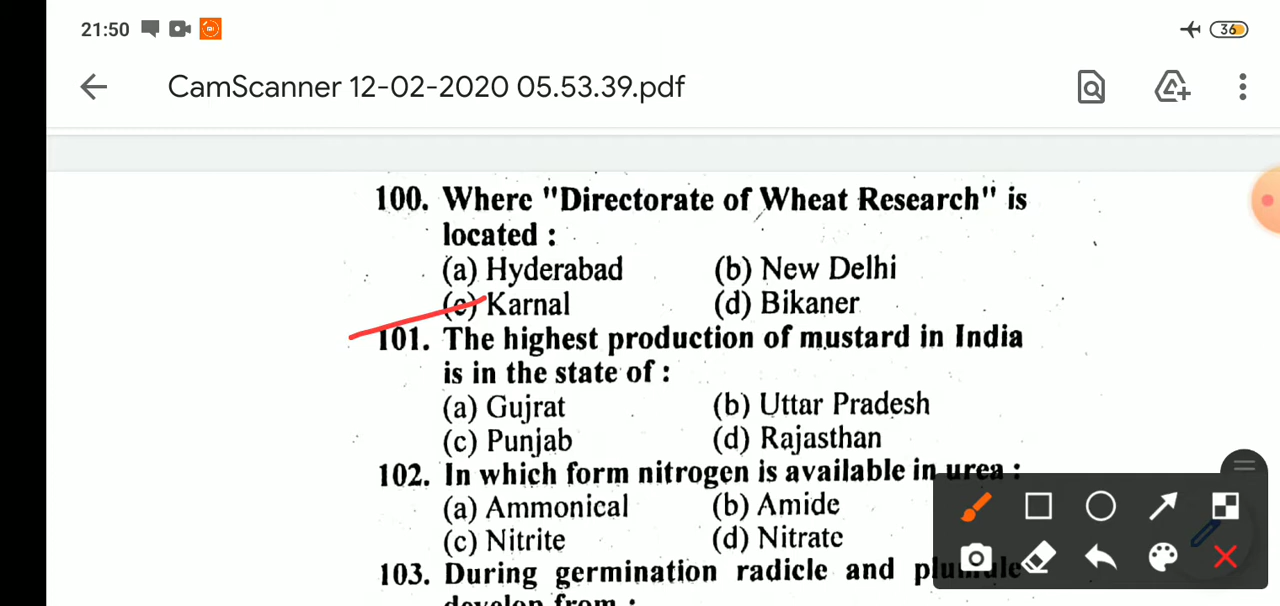 21:50
36
CamScanner 12-02-2020 05.53.39.pdf
100. Where "Directorate of Wheat Research" is
located :
(a) Hyderabad (b) New Delhi
(c) Karnal (d) Bikaner
101. The highest production of mustard in India
is in the state of :
(a) Gujrat (b) Uttar Pradesh
(c) Punjab (d) Rajasthan
102. In which form nitrogen is available in urea :
(a) Ammonical (b) Amide
(c) Nitrite (d) Nitrate
103. During germination radicle and plumule
develop from :